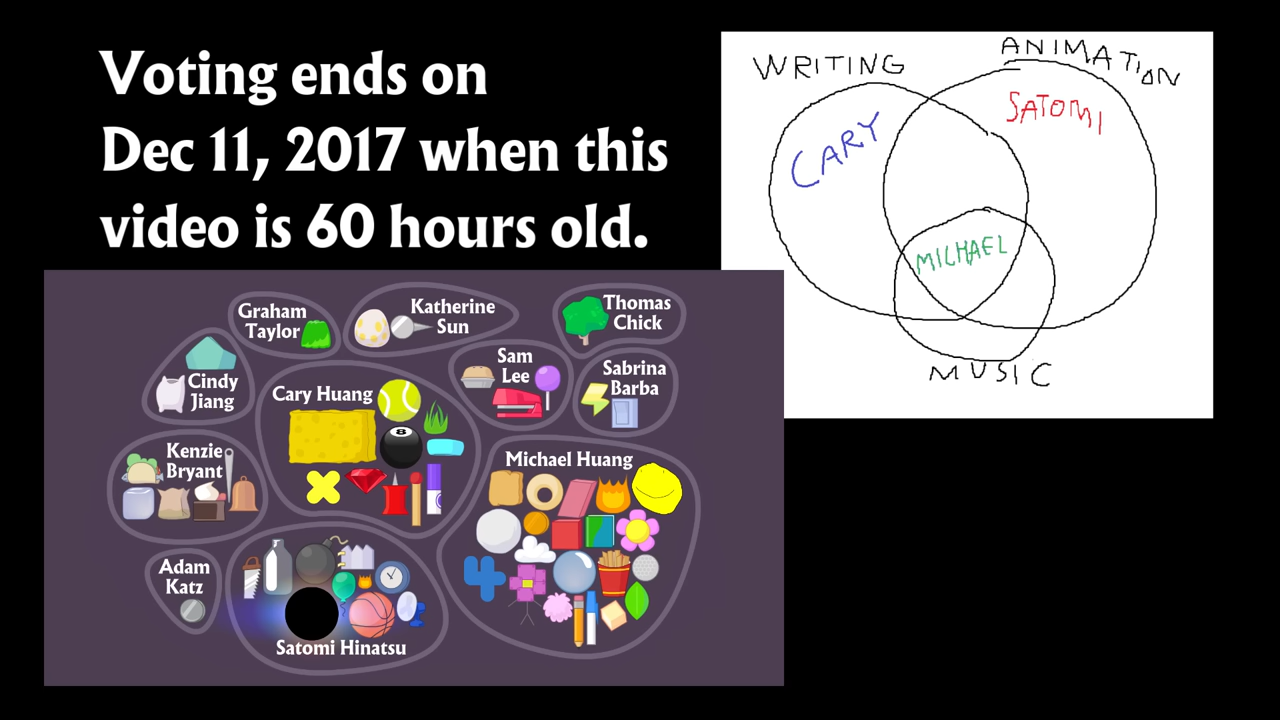 Voting ends on
Dec 11, 2017 when this
video is 60 hours old.
WRITING
ANIMATION
CARY
SATOMI
MICHAEL
MUSIC
Graham
Taylor
Katherine
Sun
Thomas
Chick
Cindy
Jiang
Cary Huang
Sam
Lee
Sabrina
Barba
8
Kenzie
Bryant
Michael Huang
Adam
Katz
Satomi Hinatsu